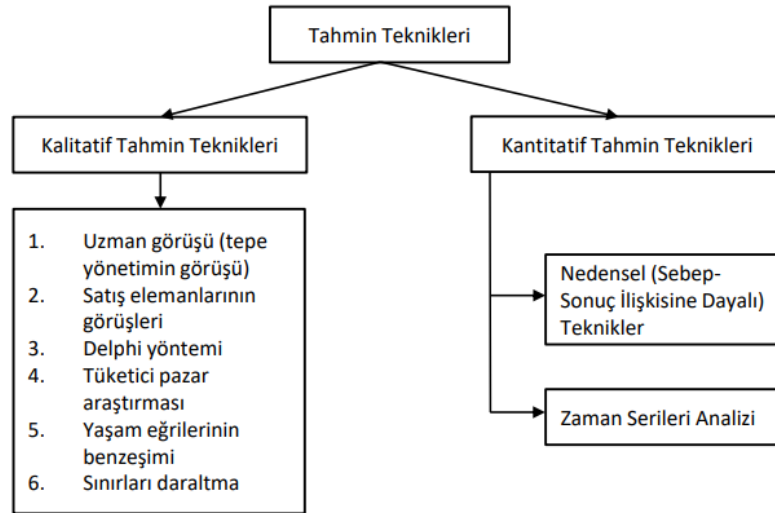 Tahmin Teknikleri
Kalitatif Tahmin Teknikleri
Kantitatif Tahmin Teknikleri
1. Uzman görüşü (tepe
yönetimin görüşü)
2. Satış elemanlarının
görüşleri
3. Delphi yöntemi
4. Tüketici pazar
araştırması
5. Yaşam eğrilerinin
benzeşimi
6. Sınırları daraltma
Nedensel (Sebep-
Sonuç İlişkisine Dayalı)
Teknikler
Zaman Serileri Analizi